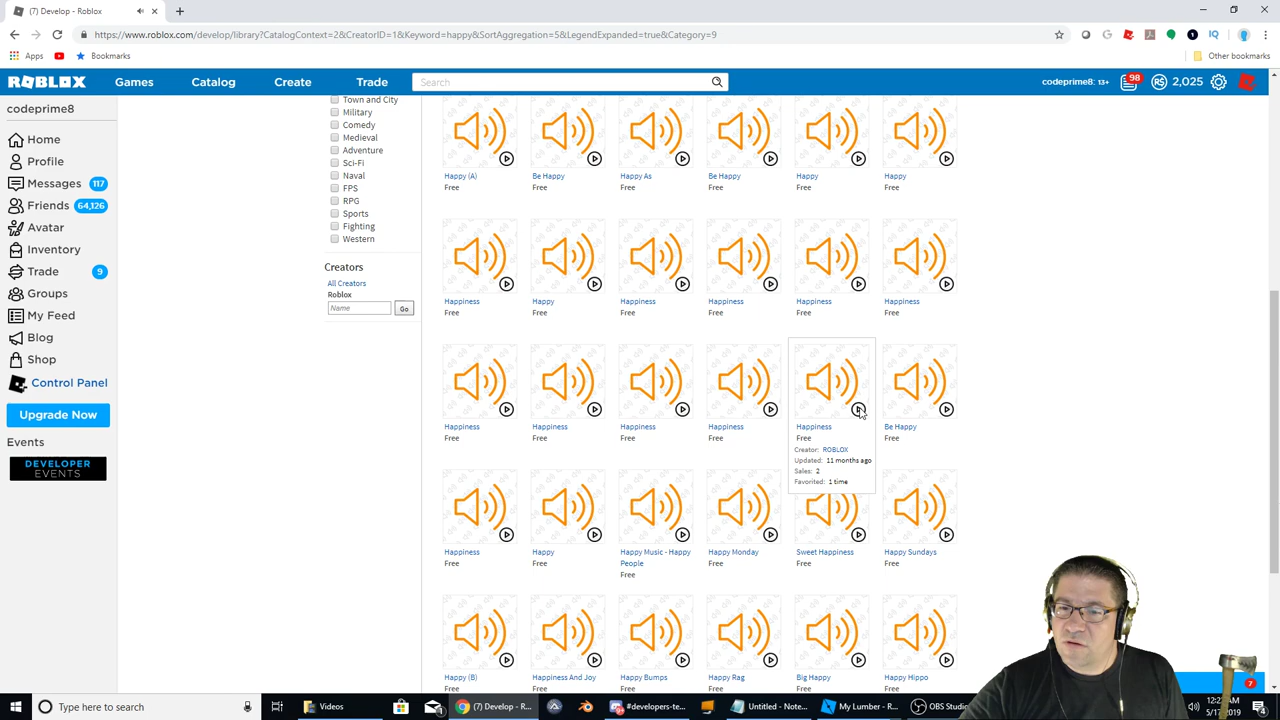 (7) Develop - Roblox
https://www.roblox.com/develop/library?CatalogContext=2&CreatorID=1&Keyword=happy&SortAggregation=5&LegendExpanded=true&Category=9
Apps
Bookmarks
Other bookmarks
ROBLOX
Games
Catalog
Create
Trade
Search
codeprime8: 13+
98
2,025
codeprime8
Home
Profile
Messages 117
Friends 64,126
Avatar
Inventory
Trade 9
Groups
My Feed
Blog
Shop
Control Panel
Upgrade Now
Events
DEVELOPER
EVENTS
Town and City
Military
Comedy
Medieval
Adventure
Sci-Fi
Naval
FPS
RPG
Sports
Fighting
Western
Creators
All Creators
Roblox
Name
Go
Happy (A) Be Happy Happy As Be Happy Happy Happy
Free Free Free Free Free Free
Happiness Happy Happiness Happiness Happiness Happiness
Free Free Free Free Free Free
Happiness Happiness Happiness Happiness Happiness Be Happy
Free Free Free Free Free Free
Creator: ROBLOX
Updated: 11 months ago
Sales: 2
Favorited: 1 time
Happiness Happy Happy Music - Happy Happy Monday Sweet Happiness Happy Sundays
People
Free Free Free Free Free Free
Happy (B) Happiness And Joy Happy Bumps Happy Rag Big Happy Happy Hippo
Free Free Free Free Free Free
7
Type here to search
Videos
(7) Develop - R...
#developers-te...
Untitled - Note...
My Lumber - R...
OBS Studio